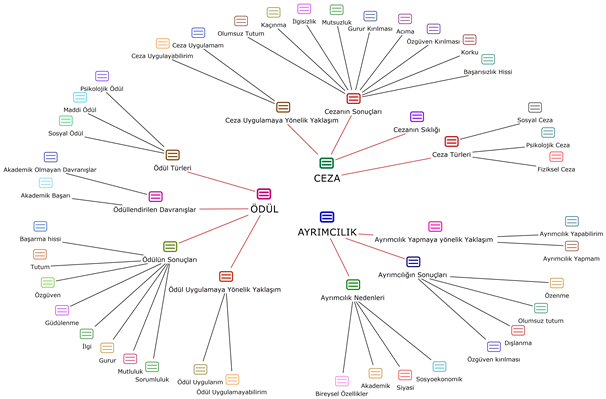 İlgisizlik
Mutsuzluk
Kaçınma
Acıma
Olumsuz Tutum
Gurur Kırılması
Özgüven Kırılması
Ceza Uygulamam
Korku
Ceza Uygulayabilirim
Başarısızlık Hissi
Psikolojik Ödül
Cezanın Sonuçları
Maddi Ödül
Ceza Uygulamaya Yönelik Yaklaşım
Sosyal Ceza
Sosyal Ödül
Cezanın Sıklığı
Psikolojik Ceza
Ceza Türleri
Ödül Türleri
Fiziksel Ceza
Akademik Olmayan Davranışlar
CEZA
Akademik Başarı
Ödüllendirilen Davranışlar
ÖDÜL
AYRIMCILIK
Ayrımcılık Yapabilirim
Başarma hissi
Ayrımcılık Yapmaya yönelik Yaklaşım
Ayrımcılık Yapmam
Ödülün Sonuçları
Tutum
Ayrımcılığın Sonuçları
Ödül Uygulamaya Yönelik Yaklaşım
Özgüven
Ayrımcılık Nedenleri
Özenme
Güdülenme
Olumsuz tutum
İlgi
Dışlanma
Gurur
Özgüven kırılması
Mutluluk
Sorumluluk
Ödül Uygularım
Ödül Uygulamayabilirim
Bireysel Özellikler
Akademik
Siyasi
Sosyoekonomik